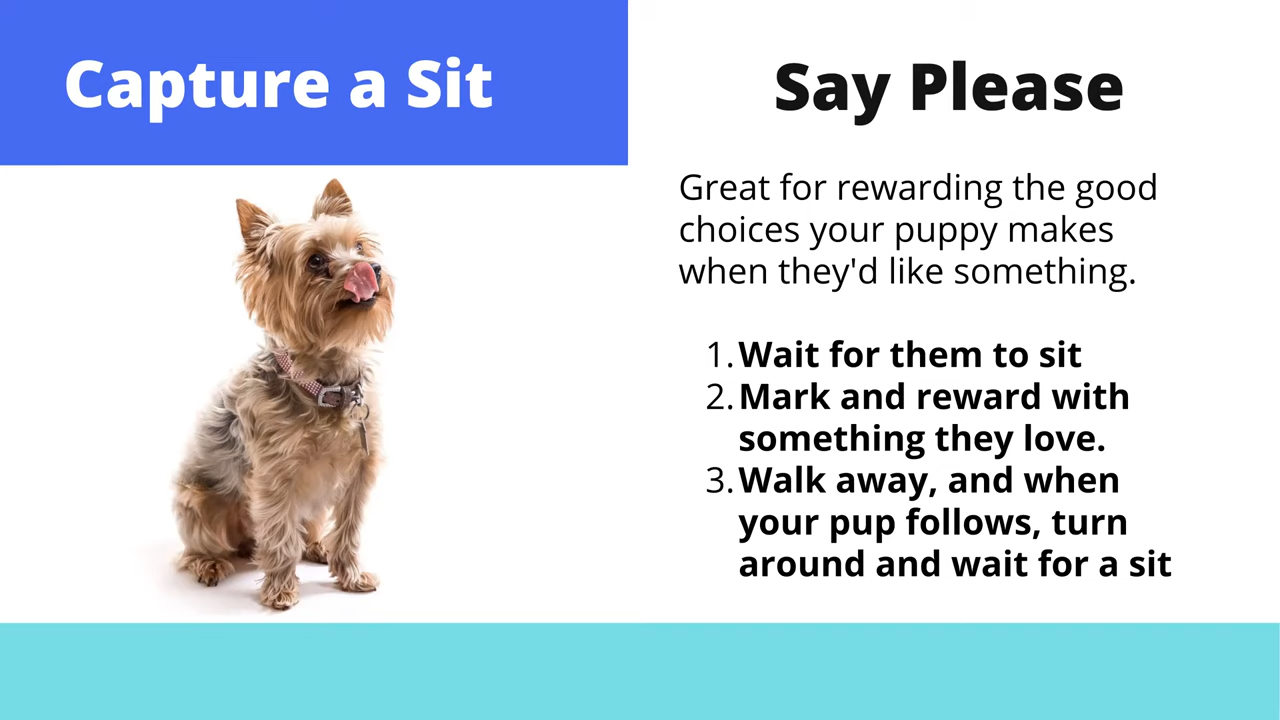 Capture a Sit
Say Please
Great for rewarding the good
choices your puppy makes
when they'd like something.
1. Wait for them to sit
2. Mark and reward with
something they love.
3. Walk away, and when
your pup follows, turn
around and wait for a sit